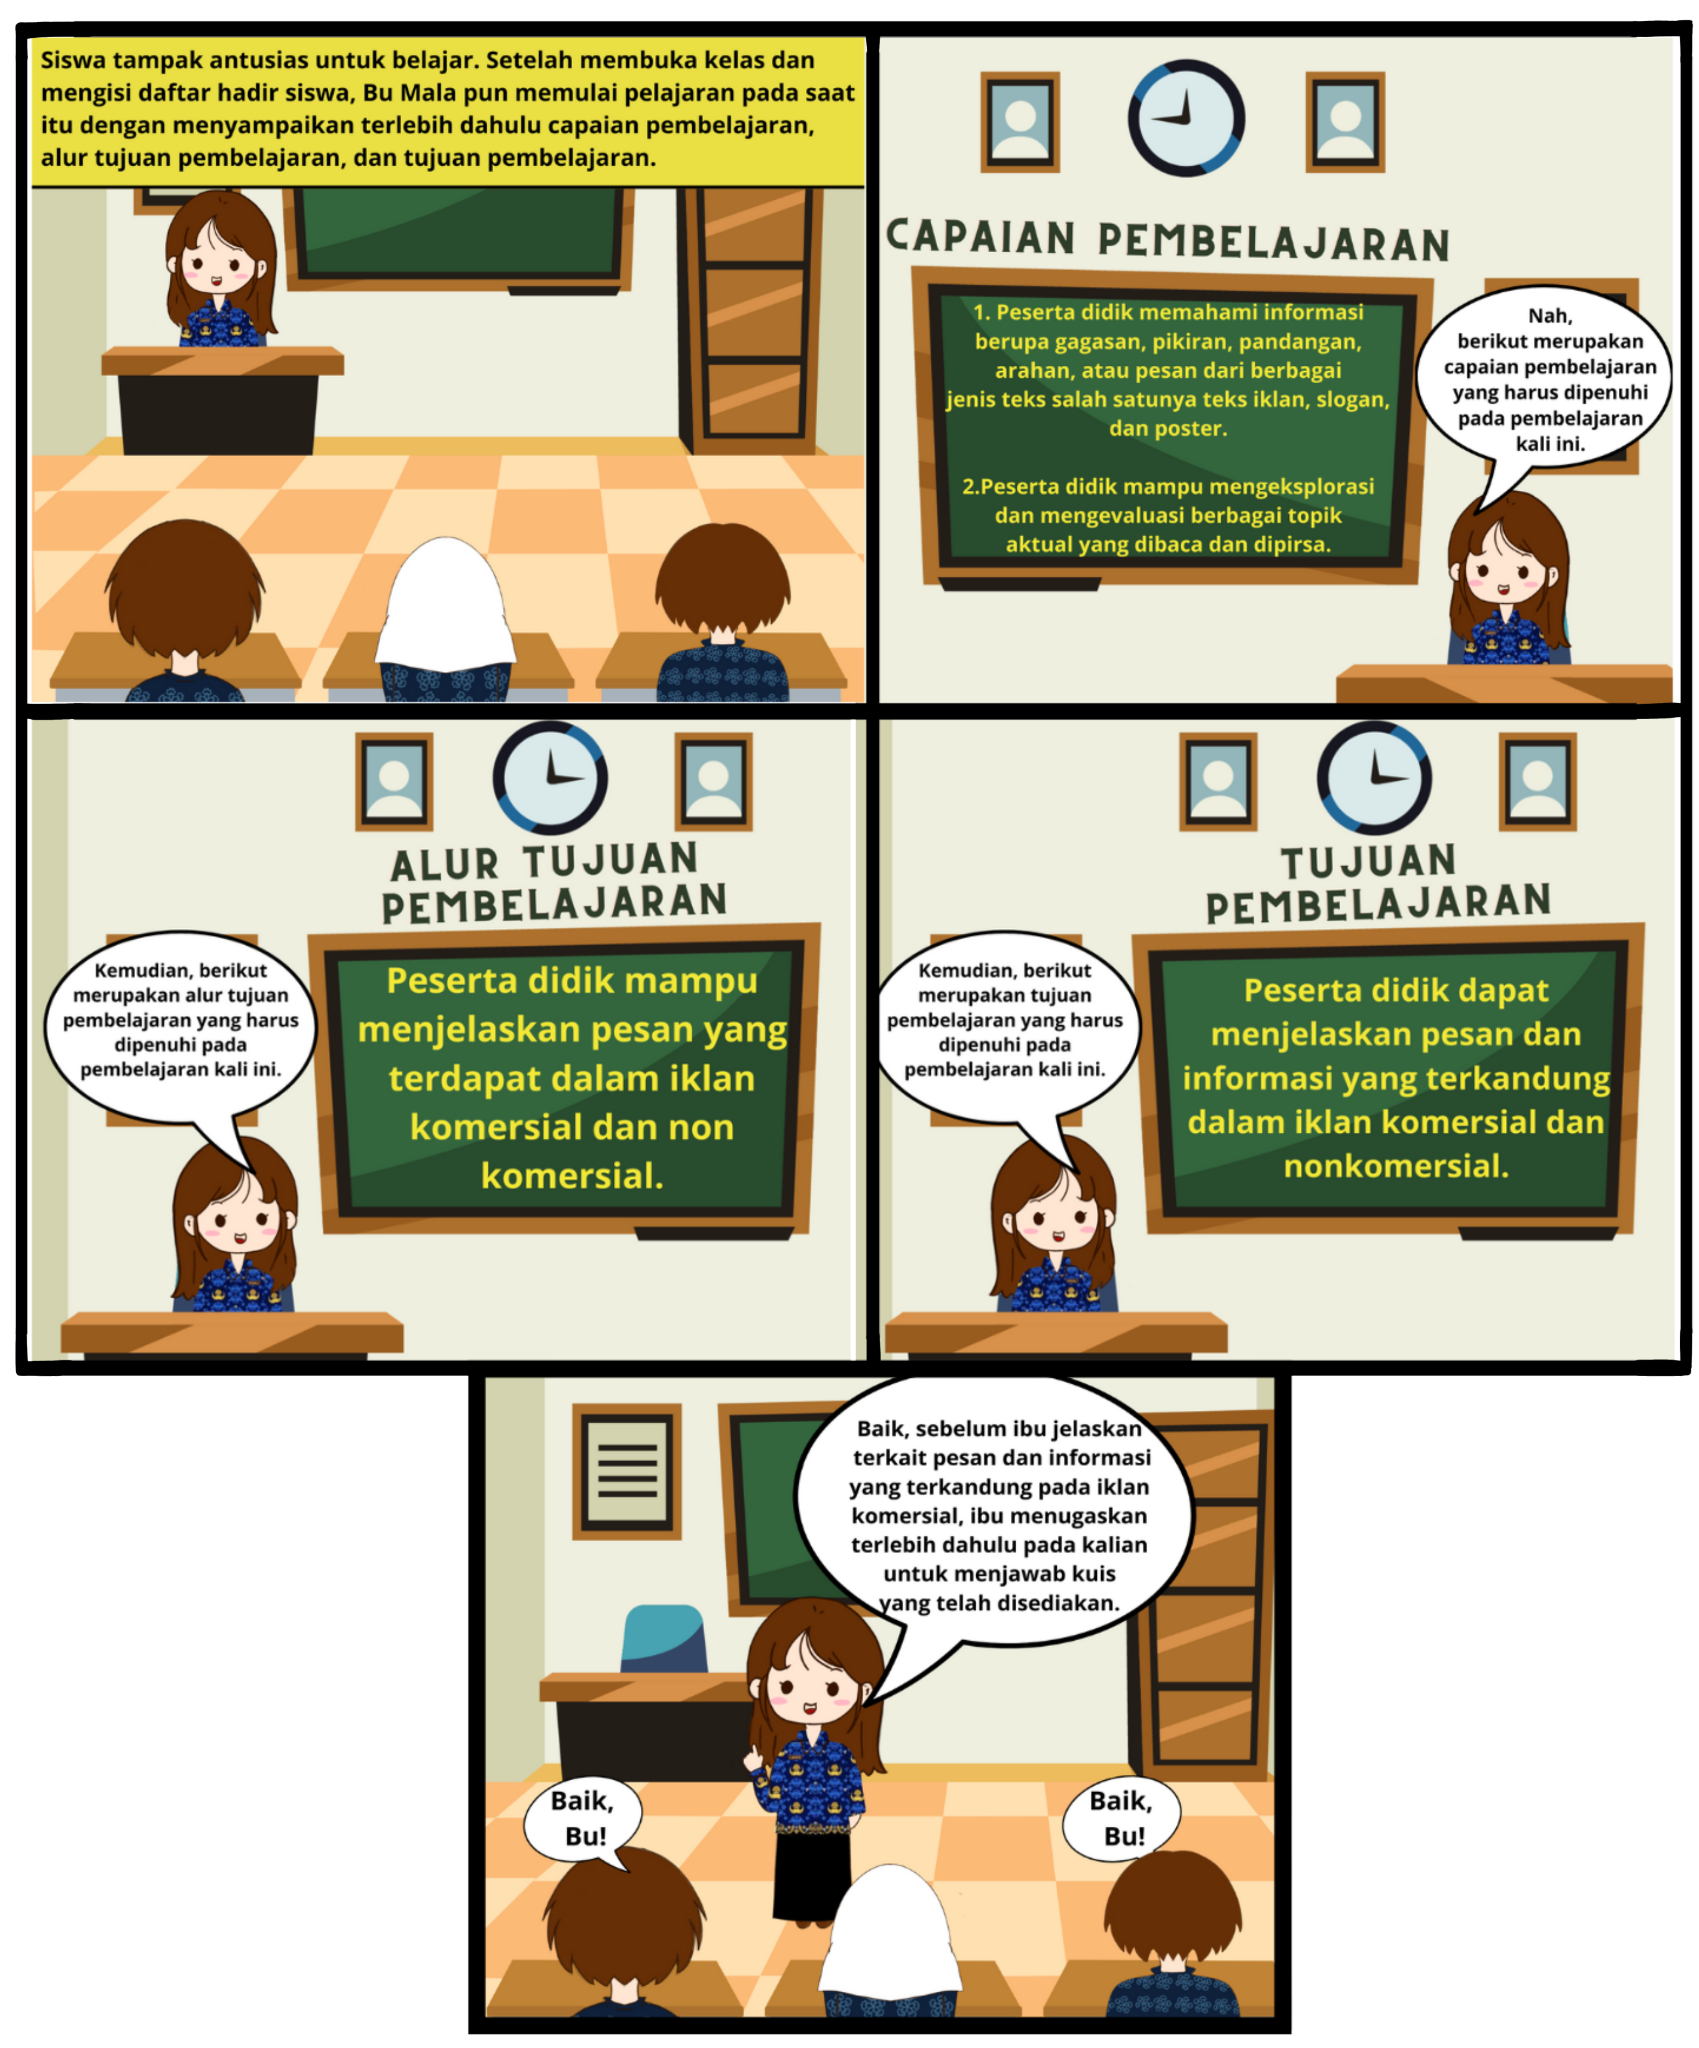 Siswa tampak antusias untuk belajar. Setelah membuka kelas dan
mengisi daftar hadir siswa, Bu Mala pun memulai pelajaran pada saat
itu dengan menyampaikan terlebih dahulu capaian pembelajaran,
alur tujuan pembelajaran, dan tujuan pembelajaran.
CAPAIAN PEMBELAJARAN
1. Peserta didik memahami informasi
berupa gagasan, pikiran, pandangan,
arahan, atau pesan dari berbagai
jenis teks salah satunya teks iklan, slogan,
dan poster.
2.Peserta didik mampu mengeksplorasi
dan mengevaluasi berbagai topik
aktual yang dibaca dan dipirsa.
Nah,
berikut merupakan
capaian pembelajaran
yang harus dipenuhi
pada pembelajaran
kali ini.
ALUR TUJUAN
PEMBELAJARAN
Kemudian, berikut
merupakan alur tujuan
pembelajaran yang harus
dipenuhi pada
pembelajaran kali ini.
Peserta didik mampu
menjelaskan pesan yang
terdapat dalam iklan
komersial dan non
komersial.
TUJUAN
PEMBELAJARAN
Kemudian, berikut
merupakan tujuan
pembelajaran yang harus
dipenuhi pada
pembelajaran kali ini.
Peserta didik dapat
menjelaskan pesan dan
informasi yang terkandung
dalam iklan komersial dan
nonkomersial.
Baik, sebelum ibu jelaskan
terkait pesan dan informasi
yang terkandung pada iklan
komersial, ibu menugaskan
terlebih dahulu pada kalian
untuk menjawab kuis
yang telah disediakan.
Baik,
Bu!
Baik,
Bu!